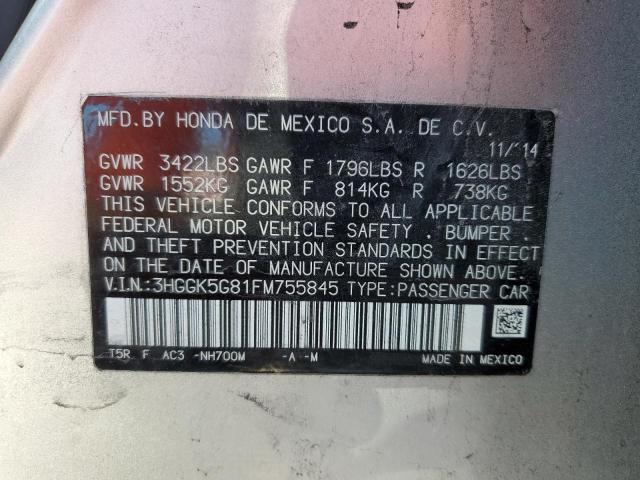 MFD. BY HONDA DE MEXICO S.A. DE C.V.
11/'14
GVWR 3422LBS GAWR F 1796LBS R 1626LBS
GVWR 1552KG GAWR F 814KG R 738KG
THIS VEHICLE CONFORMS TO ALL APPLICABLE
FEDERAL MOTOR VEHICLE SAFETY . BUMPER .
AND THEFT PREVENTION STANDARDS IN EFFECT
ON THE DATE OF MANUFACTURE SHOWN ABOVE.
V.I.N.:3HGGK5G81FM755845 TYPE:PASSENGER CAR
T5R F AC3 -NH700M -A -M MADE IN MEXICO